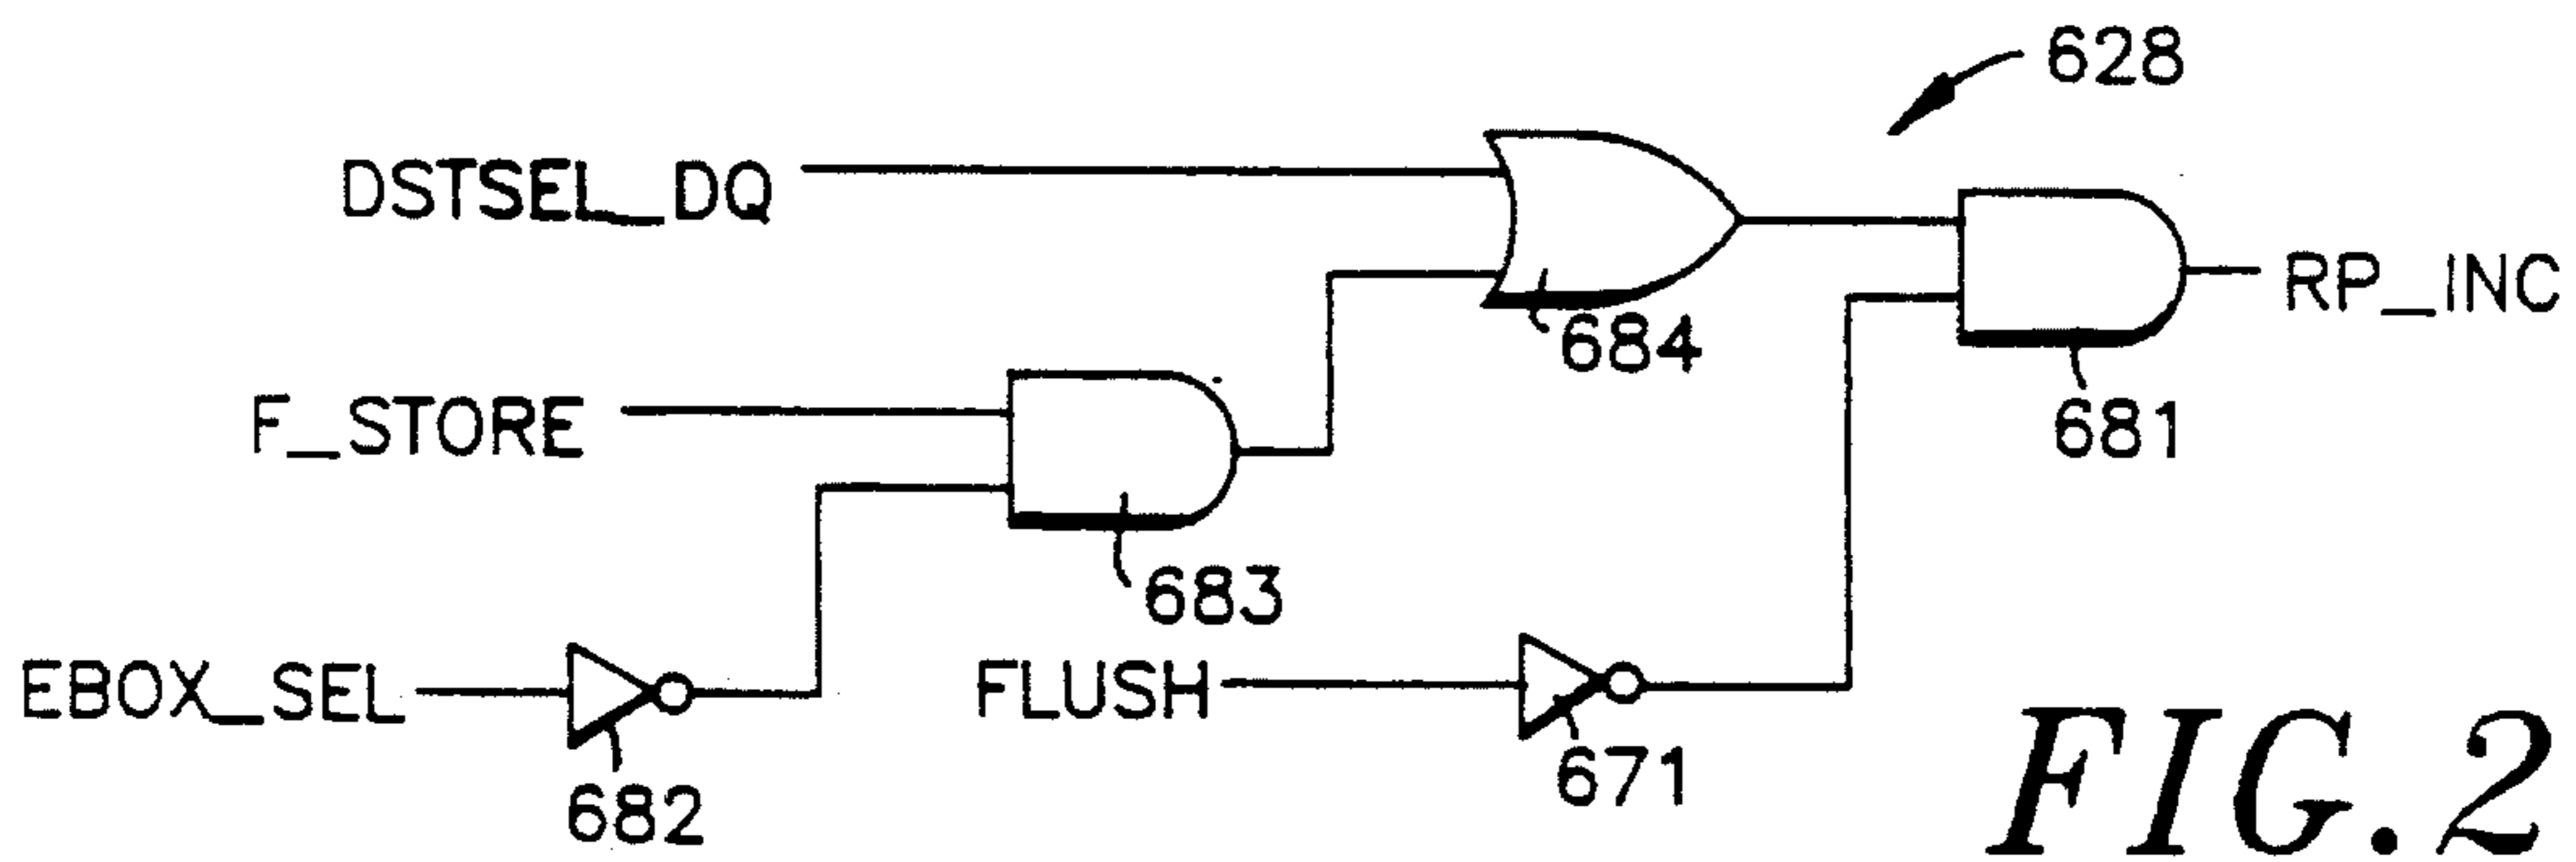 628
DSTSEL_DQ
684
RP_INC
F_STORE
681
683
EBOX_SEL
FLUSH
682
671
FIG.2